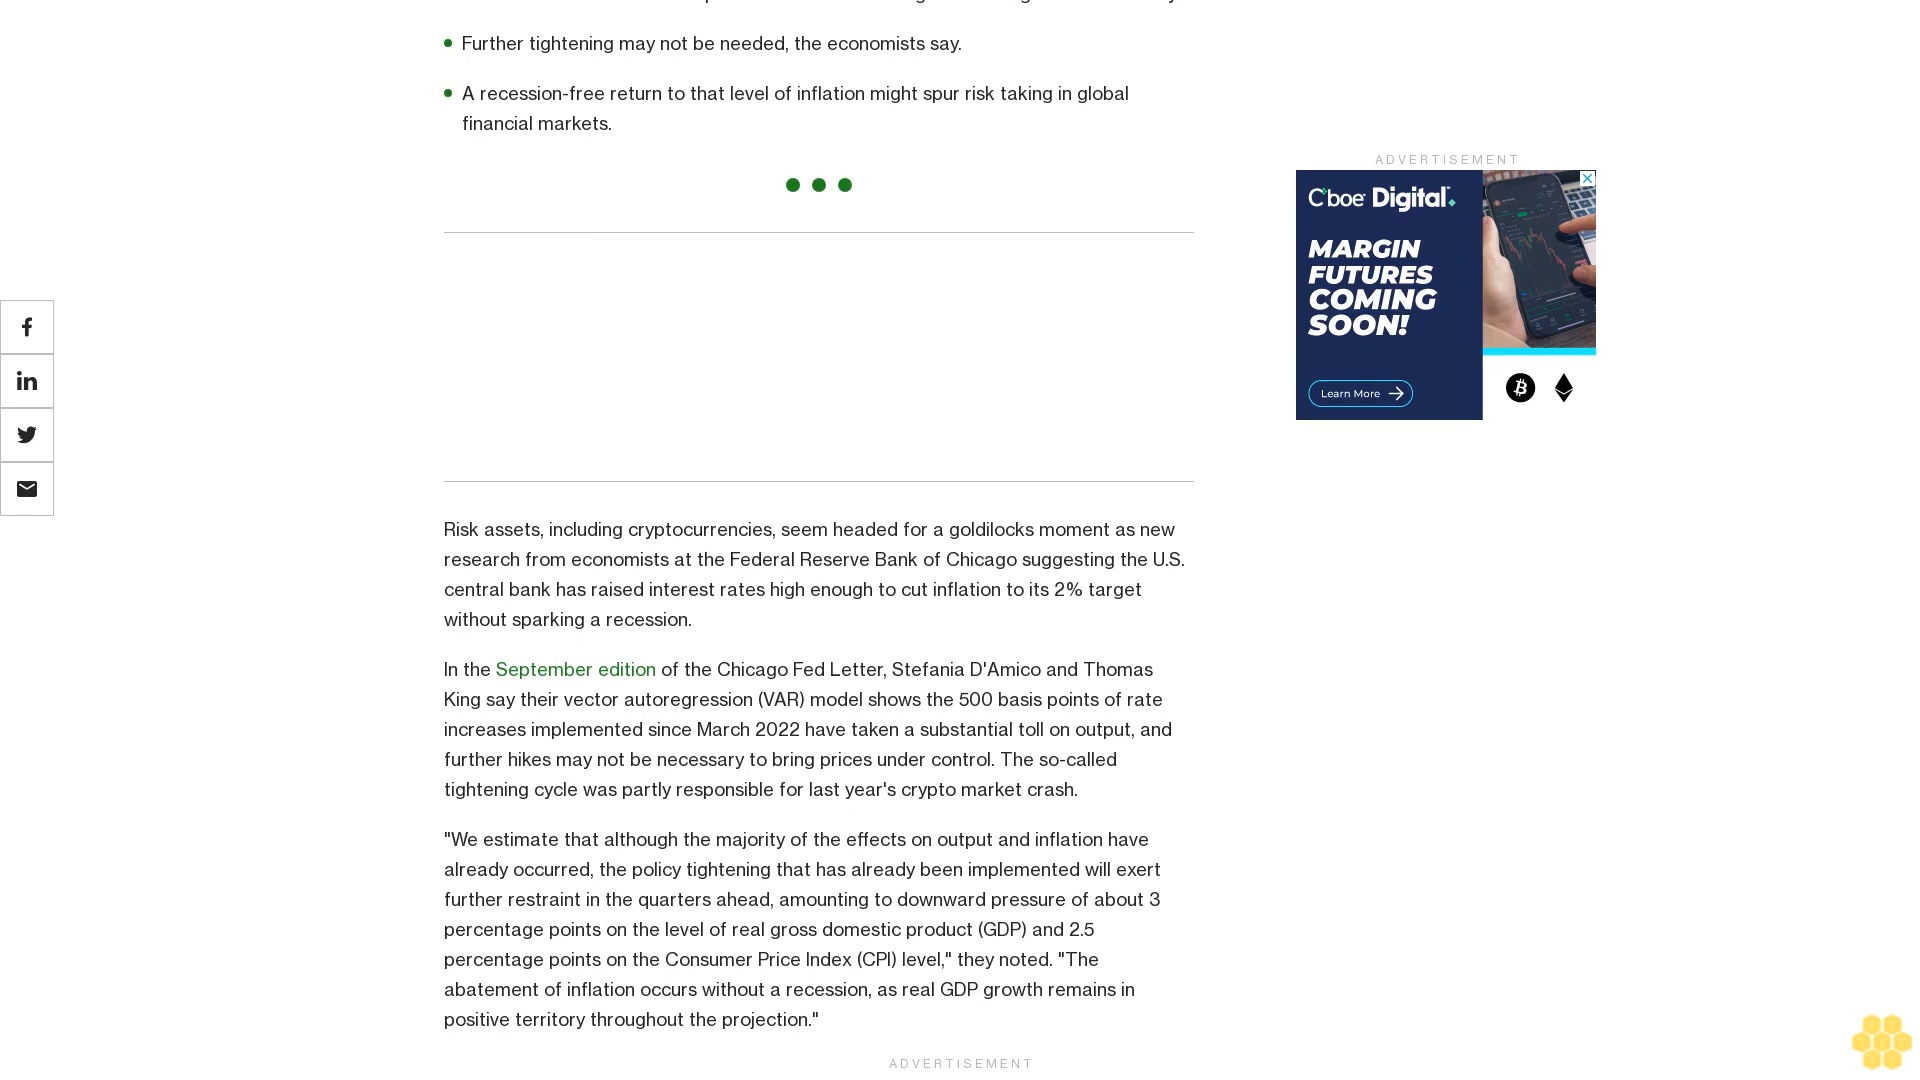 Further tightening may not be needed, the economists say.
A recession-free return to that level of inflation might spur risk taking in global
financial markets.
ADVERTISEMENT
Cboe Digital
MARGIN
FUTURES
COMING
SOON!
Learn More
Risk assets, including cryptocurrencies, seem headed for a goldilocks moment as new
research from economists at the Federal Reserve Bank of Chicago suggesting the U.S.
central bank has raised interest rates high enough to cut inflation to its 2% target
without sparking a recession.
In the September edition of the Chicago Fed Letter, Stefania D'Amico and Thomas
King say their vector autoregression (VAR) model shows the 500 basis points of rate
increases implemented since March 2022 have taken a substantial toll on output, and
further hikes may not be necessary to bring prices under control. The so-called
tightening cycle was partly responsible for last year's crypto market crash.
"We estimate that although the majority of the effects on output and inflation have
already occurred, the policy tightening that has already been implemented will exert
further restraint in the quarters ahead, amounting to downward pressure of about 3
percentage points on the level of real gross domestic product (GDP) and 2.5
percentage points on the Consumer Price Index (CPI) level," they noted. "The
abatement of inflation occurs without a recession, as real GDP growth remains in
positive territory throughout the projection."
ADVERTISEMENT